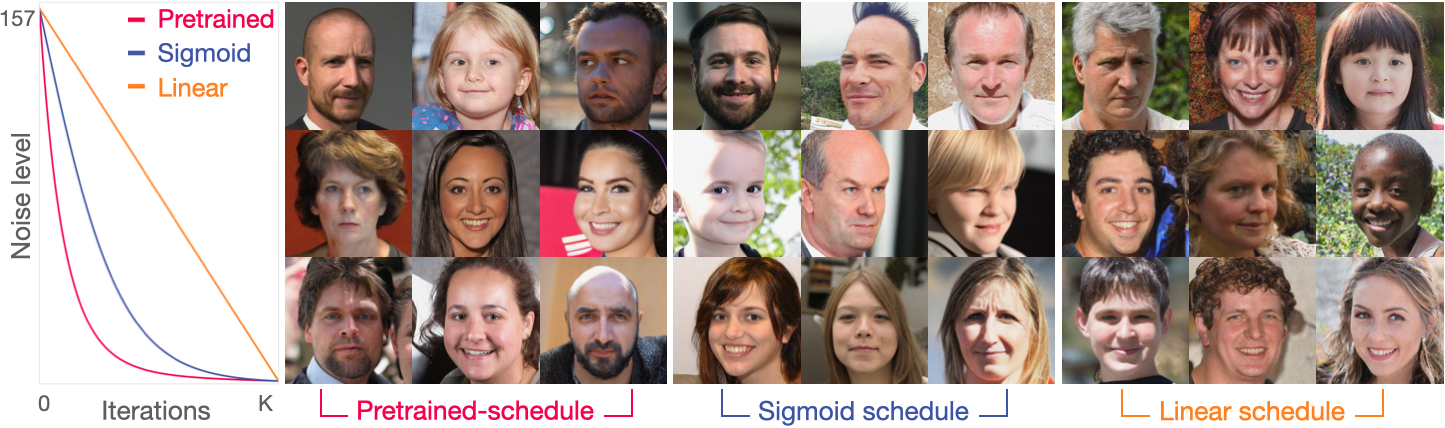 157
Pretrained
Sigmoid
Linear
Noise level
0
Iterations
K
Pretrained-schedule
Sigmoid schedule
Linear schedule